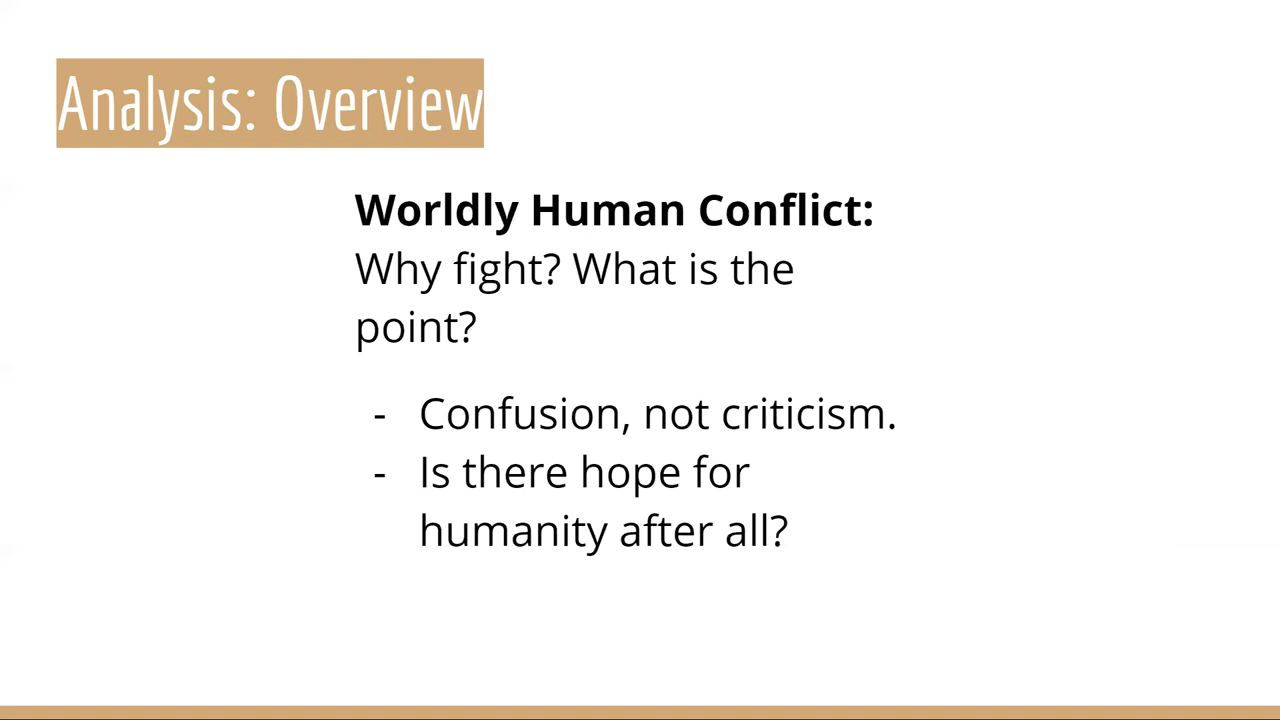 Analysis: Overview
Worldly Human Conflict:
Why fight? What is the
point?
- Confusion, not criticism.
- Is there hope for
humanity after all?